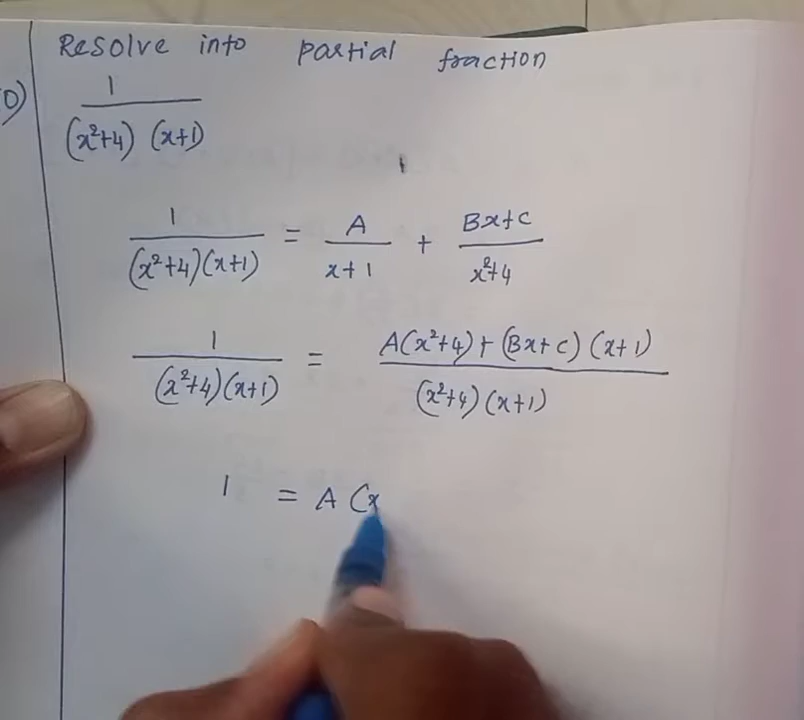 Resolve into partial fraction
0) 1/((x²+4) (x+1))
1/((x²+4)(x+1)) = A/(x+1) + (Bx+c)/(x²+4)
1/((x²+4)(x+1)) = (A(x²+4)+(Bx+c)(x+1))/((x²+4)(x+1))
1 = A(x